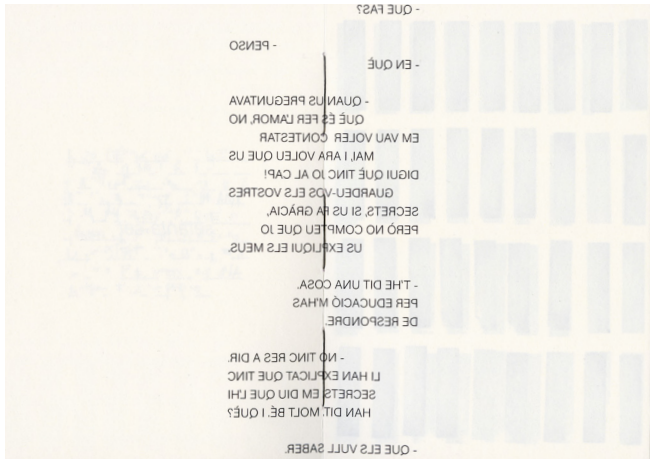 - QUE FAS?
- PENSO
- EN QUÈ
- QUAN US PREGUNTAVA
QUÈ ÉS FER L'AMOR, NO
EM VAU VOLER CONTESTAR
MAI, I ARA VOLEU QUE US
DIGUI QUÈ TINC JO AL CAP!
GUARDEU-VOS ELS VOSTRES
SECRETS, SI US FA GRÀCIA,
PERÒ NO COMPTEU QUE JO
US EXPLIQUI ELS MEUS.
- T'HE DIT UNA COSA.
PER EDUCACIÓ M'HAS
DE RESPONDRE.
- NO TINC RES A DIR.
LI HAN EXPLICAT QUE TINC
SECRETS, EM DIU QUE L'HI
HAN DIT. MOLT BÉ. I QUÈ?
- QUE ELS VULL SABER.